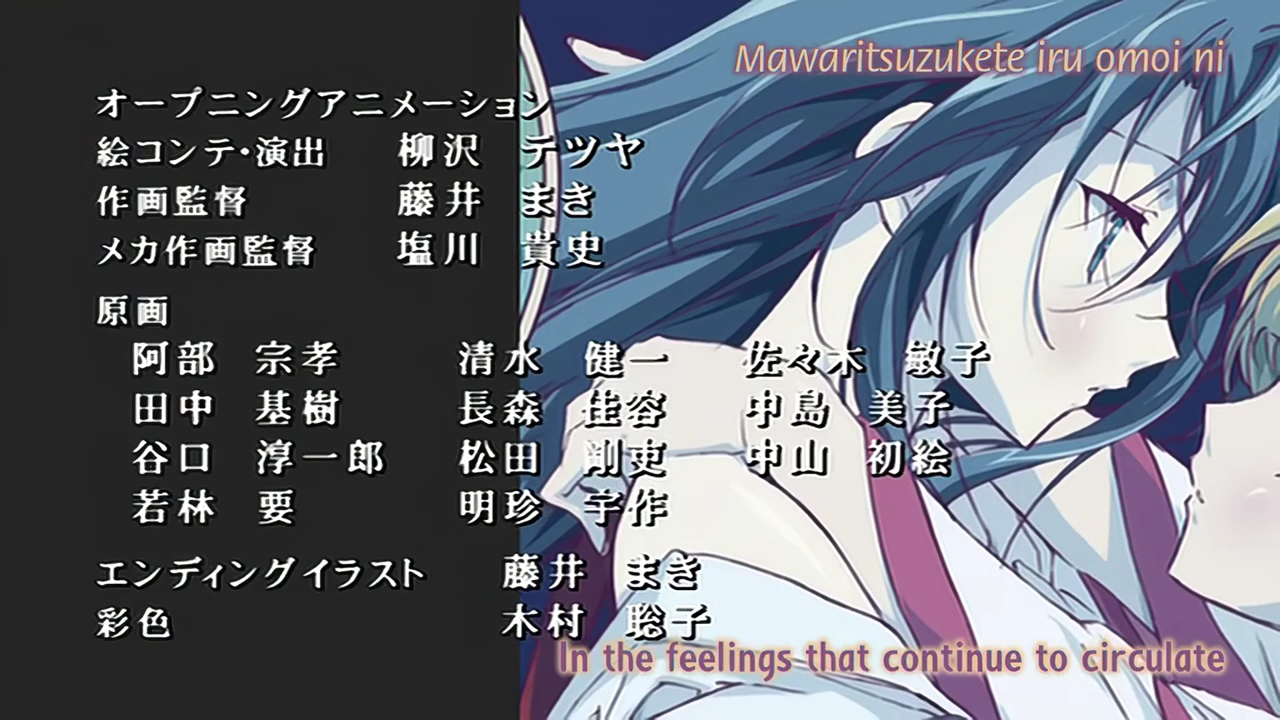 Mawaritsuzukete iru omoi ni
オープニングアニメーション
絵コンテ・演出 柳沢 テツヤ
作画監督 藤井 まき
メカ作画監督 塩川 貴史
原画
阿部 宗孝 清水 健一 佐々木 敏子
田中 基樹 長森 佳容 中島 美子
谷口 淳一郎 松田 剛吏 中山 初絵
若林 要 明珍 宇作
エンディングイラスト 藤井 まき
彩色 木村 聡子
In the feelings that continue to circulate